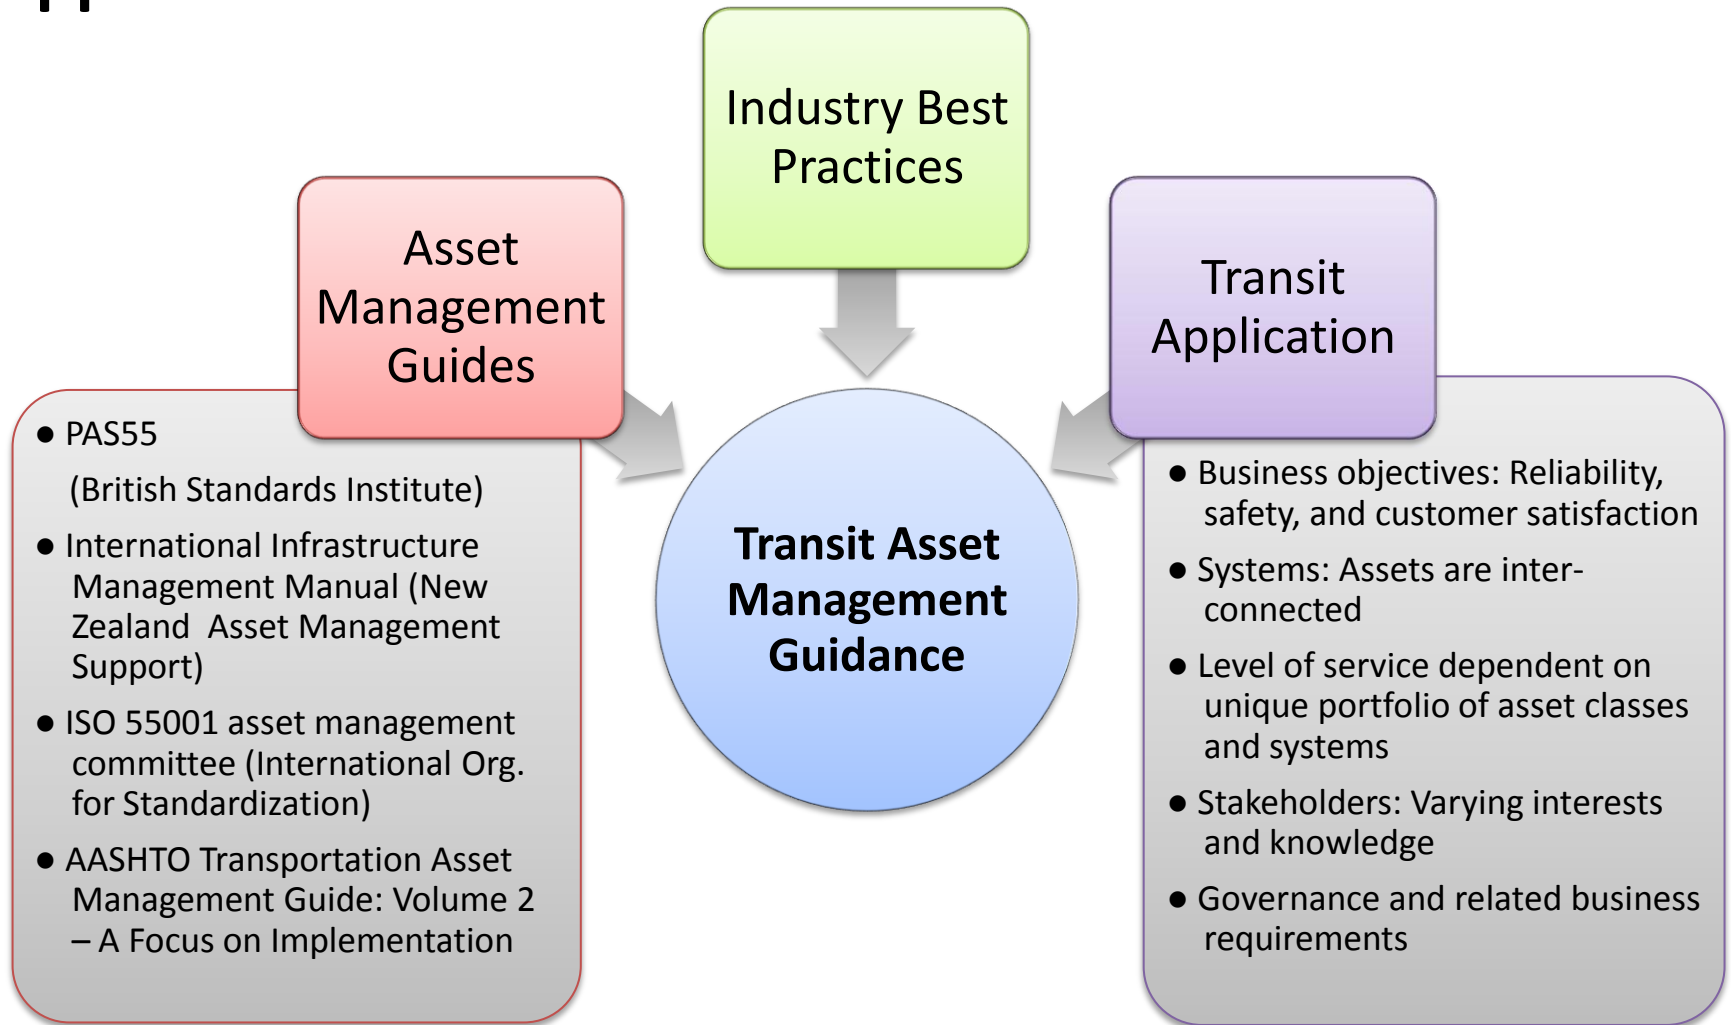 Industry Best
Practices
Asset
Management
Guides
Transit
Application
● PAS55
(British Standards Institute)
● International Infrastructure
Management Manual (New
Zealand Asset Management
Support)
● ISO 55001 asset management
committee (International Org.
for Standardization)
● AASHTO Transportation Asset
Management Guide: Volume 2
– A Focus on Implementation
Transit Asset
Management
Guidance
● Business objectives: Reliability,
safety, and customer satisfaction
● Systems: Assets are inter-
connected
● Level of service dependent on
unique portfolio of asset classes
and systems
● Stakeholders: Varying interests
and knowledge
● Governance and related business
requirements